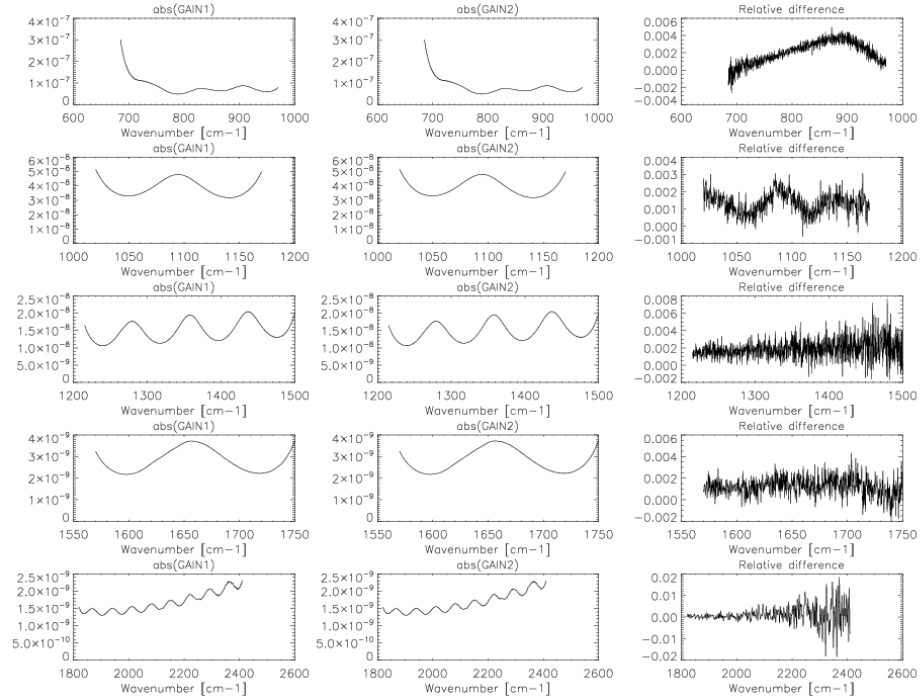 abs(GAIN1) abs(GAIN2) Relative difference
4×10⁻⁷ 4×10⁻⁷ 0.006
3×10⁻⁷ 3×10⁻⁷ 0.004
2×10⁻⁷ 2×10⁻⁷ 0.002
1×10⁻⁷ 1×10⁻⁷ 0.000
−0.002
0 0 −0.004
600 700 800 900 1000 600 700 800 900 1000 600 700 800 900 1000
Wavenumber [cm−1] Wavenumber [cm−1] Wavenumber [cm−1]
abs(GAIN1) abs(GAIN2) Relative difference
6×10⁻⁸ 6×10⁻⁸ 0.004
5×10⁻⁸ 5×10⁻⁸ 0.003
4×10⁻⁸ 4×10⁻⁸ 0.002
3×10⁻⁸ 3×10⁻⁸ 0.001
2×10⁻⁸ 2×10⁻⁸ 0.000
1×10⁻⁸ 1×10⁻⁸ −0.001
0 0
1000 1050 1100 1150 1200 1000 1050 1100 1150 1200 1000 1050 1100 1150 1200
Wavenumber [cm−1] Wavenumber [cm−1] Wavenumber [cm−1]
abs(GAIN1) abs(GAIN2) Relative difference
2.5×10⁻⁸ 2.5×10⁻⁸ 0.008
2.0×10⁻⁸ 2.0×10⁻⁸ 0.006
1.5×10⁻⁸ 1.5×10⁻⁸ 0.004
1.0×10⁻⁸ 1.0×10⁻⁸ 0.002
5.0×10⁻⁹ 5.0×10⁻⁹ 0.000
0 0 −0.002
1200 1300 1400 1500 1200 1300 1400 1500 1200 1300 1400 1500
Wavenumber [cm−1] Wavenumber [cm−1] Wavenumber [cm−1]
abs(GAIN1) abs(GAIN2) Relative difference
4×10⁻⁹ 4×10⁻⁹ 0.006
3×10⁻⁹ 3×10⁻⁹ 0.004
2×10⁻⁹ 2×10⁻⁹ 0.002
1×10⁻⁹ 1×10⁻⁹ 0.000
0 0 −0.002
1550 1600 1650 1700 1750 1550 1600 1650 1700 1750 1550 1600 1650 1700 1750
Wavenumber [cm−1] Wavenumber [cm−1] Wavenumber [cm−1]
abs(GAIN1) abs(GAIN2) Relative difference
2.5×10⁻⁹ 2.5×10⁻⁹ 0.02
2.0×10⁻⁹ 2.0×10⁻⁹ 0.01
1.5×10⁻⁹ 1.5×10⁻⁹ 0.00
1.0×10⁻⁹ 1.0×10⁻⁹ −0.01
5.0×10⁻¹⁰ 5.0×10⁻¹⁰
0 0 −0.02
1800 2000 2200 2400 2600 1800 2000 2200 2400 2600 1800 2000 2200 2400 2600
Wavenumber [cm−1] Wavenumber [cm−1] Wavenumber [cm−1]